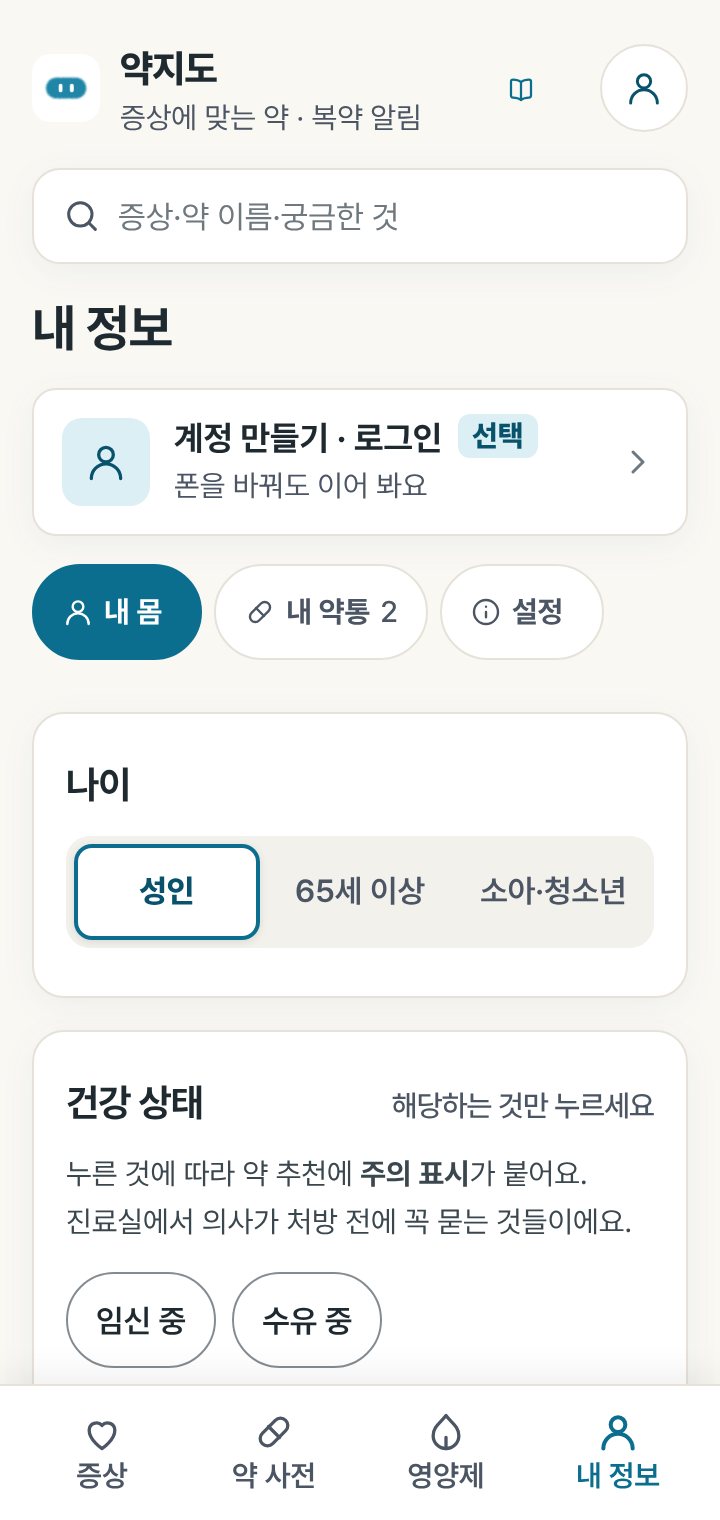 약지도
증상에 맞는 약 · 복약 알림
증상·약 이름·궁금한 것
내 정보
계정 만들기 · 로그인 선택
폰을 바꿔도 이어 봐요
내 몸 내 약통 2 설정
나이
성인 65세 이상 소아·청소년
건강 상태 해당하는 것만 누르세요
누른 것에 따라 약 추천에 주의 표시가 붙어요.
진료실에서 의사가 처방 전에 꼭 묻는 것들이에요.
임신 중 수유 중
증상 약 사전 영양제 내 정보